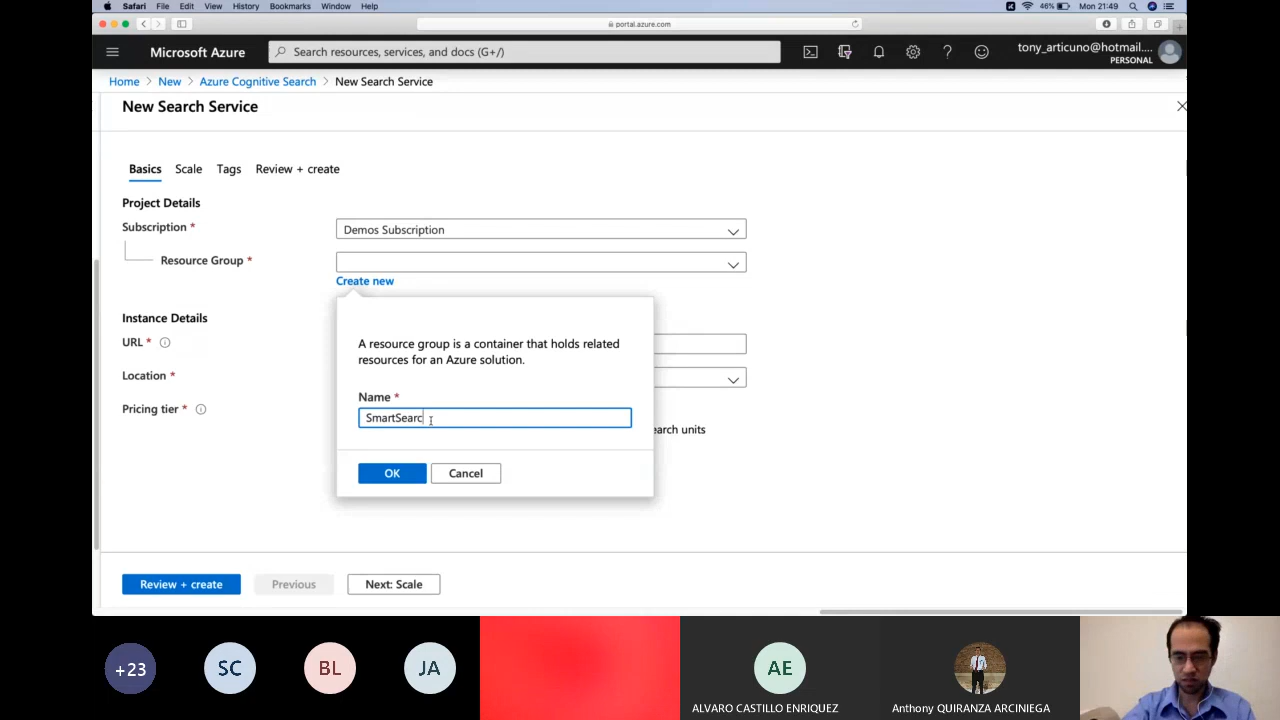 Safari File Edit View History Bookmarks Window Help 46% Mon 21:49
portal.azure.com
Microsoft Azure Search resources, services, and docs (G+/) tony_articuno@hotmail....
PERSONAL
Home > New > Azure Cognitive Search > New Search Service
New Search Service
Basics Scale Tags Review + create
Project Details
Subscription * Demos Subscription
Resource Group *
Create new
A resource group is a container that holds related
resources for an Azure solution.
Name *
SmartSearc
OK Cancel
Instance Details
URL *
Location *
Pricing tier *
earch units
Review + create Previous Next: Scale
+23 SC BL JA AE
ALVARO CASTILLO ENRIQUEZ Anthony QUIRANZA ARCINIEGA